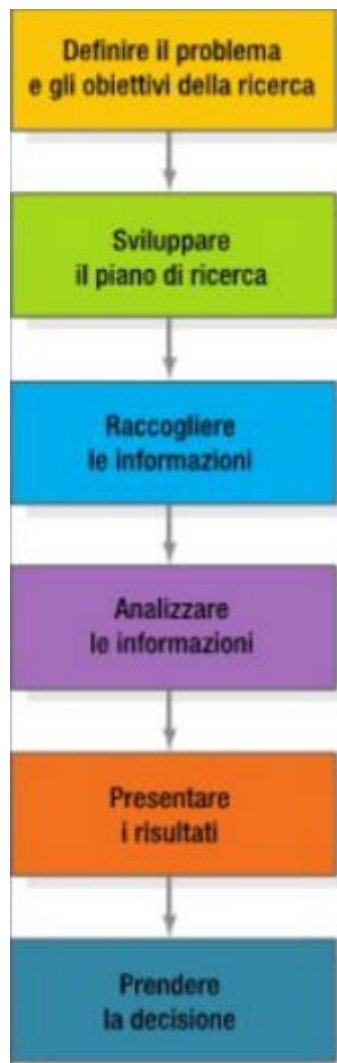 Definire il problema
e gli obiettivi della ricerca
Sviluppare
il piano di ricerca
Raccogliere
le informazioni
Analizzare
le informazioni
Presentare
i risultati
Prendere
la decisione